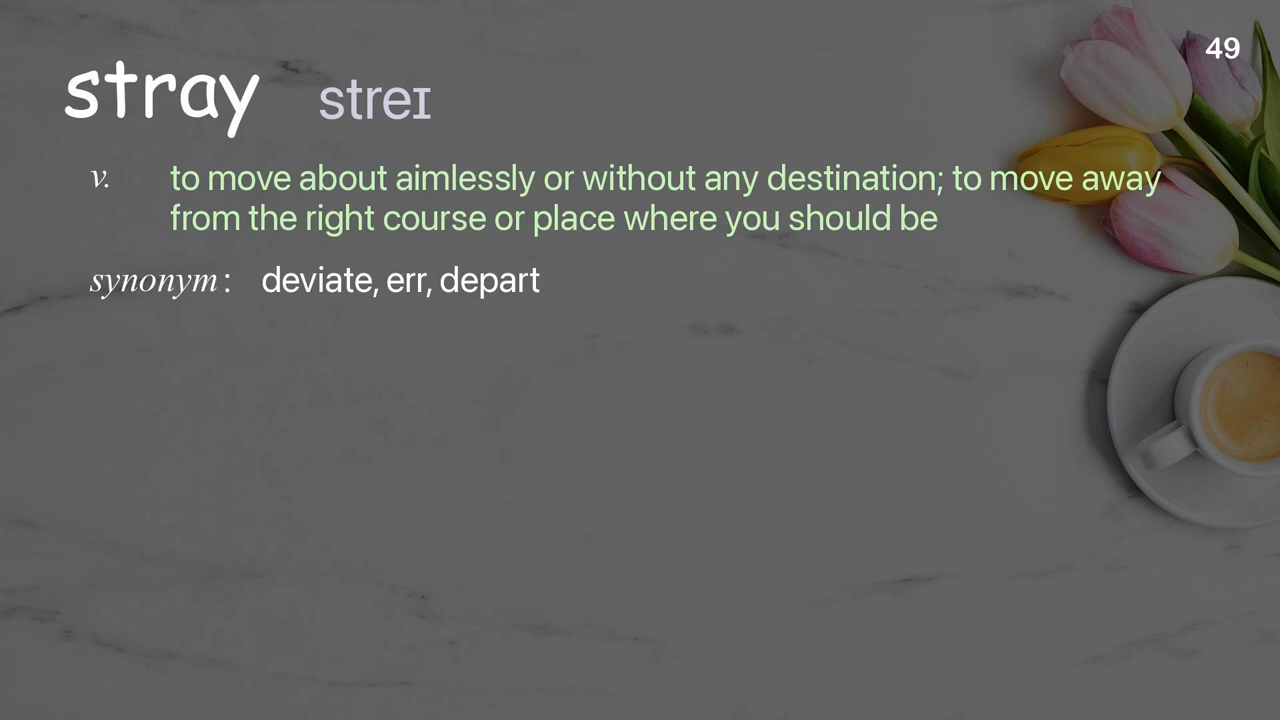 49
stray streɪ
v. to move about aimlessly or without any destination; to move away
from the right course or place where you should be
synonym : deviate, err, depart